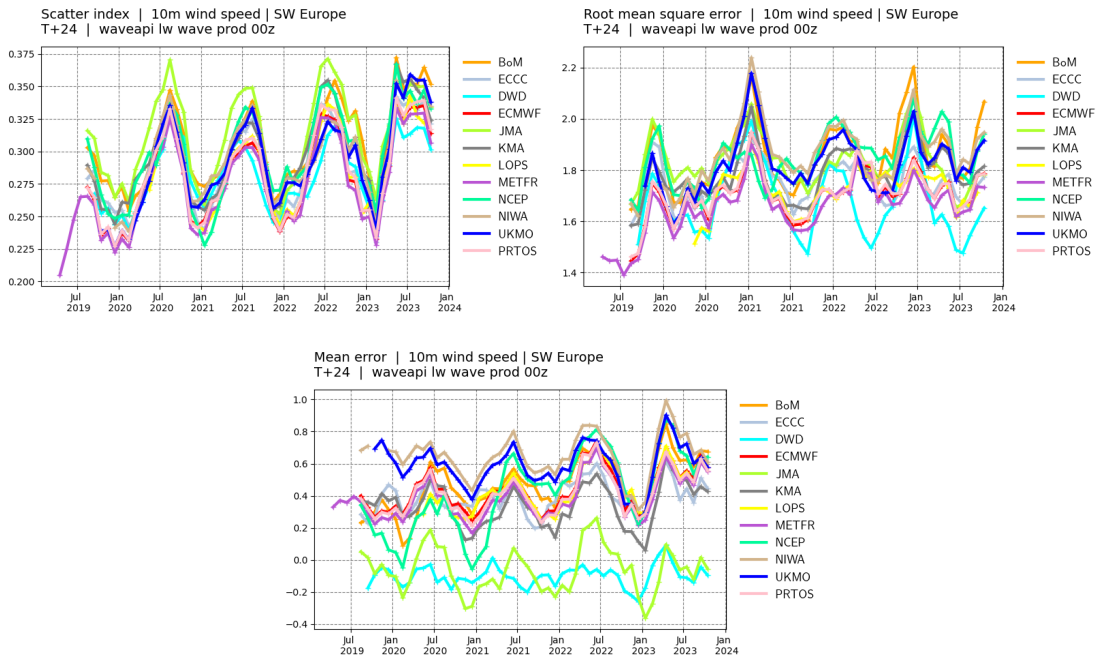 Scatter index | 10m wind speed | SW Europe
T+24 | waveapi lw wave prod 00z
0.375
0.350
0.325
0.300
0.275
0.250
0.225
0.200
Jul 2019
Jan 2020
Jul 2020
Jan 2021
Jul 2021
Jan 2022
Jul 2022
Jan 2023
Jul 2023
Jan 2024
BoM
ECCC
DWD
ECMWF
JMA
KMA
LOPS
METFR
NCEP
NIWA
UKMO
PRTOS
Root mean square error | 10m wind speed | SW Europe
T+24 | waveapi lw wave prod 00z
2.2
2.0
1.8
1.6
1.4
Jul 2019
Jan 2020
Jul 2020
Jan 2021
Jul 2021
Jan 2022
Jul 2022
Jan 2023
Jul 2023
Jan 2024
BoM
ECCC
DWD
ECMWF
JMA
KMA
LOPS
METFR
NCEP
NIWA
UKMO
PRTOS
Mean error | 10m wind speed | SW Europe
T+24 | waveapi lw wave prod 00z
1.0
0.8
0.6
0.4
0.2
0.0
−0.2
−0.4
Jul 2019
Jan 2020
Jul 2020
Jan 2021
Jul 2021
Jan 2022
Jul 2022
Jan 2023
Jul 2023
Jan 2024
BoM
ECCC
DWD
ECMWF
JMA
KMA
LOPS
METFR
NCEP
NIWA
UKMO
PRTOS